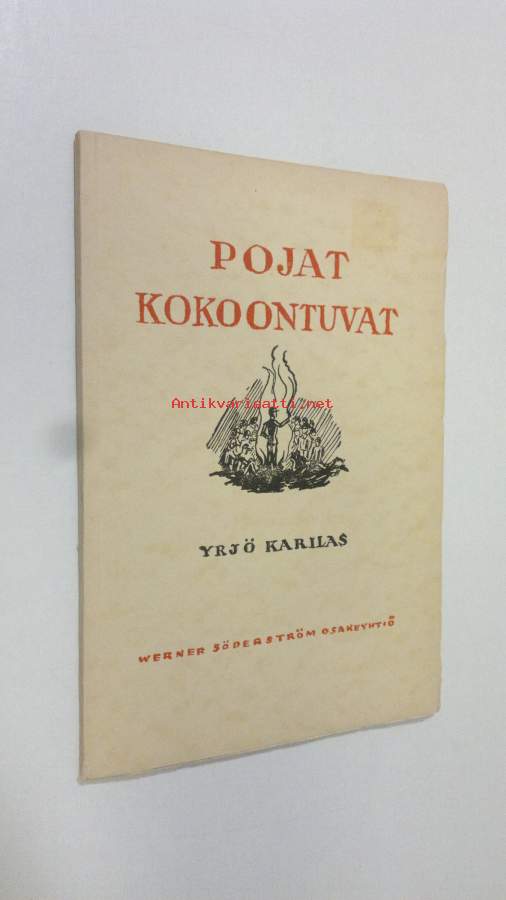 POJAT
KOKOONTUVAT
Antikvariaatti.net
YRJÖ KARILAS
WERNER SÖDERSTRÖM OSAKEYHTIÖ